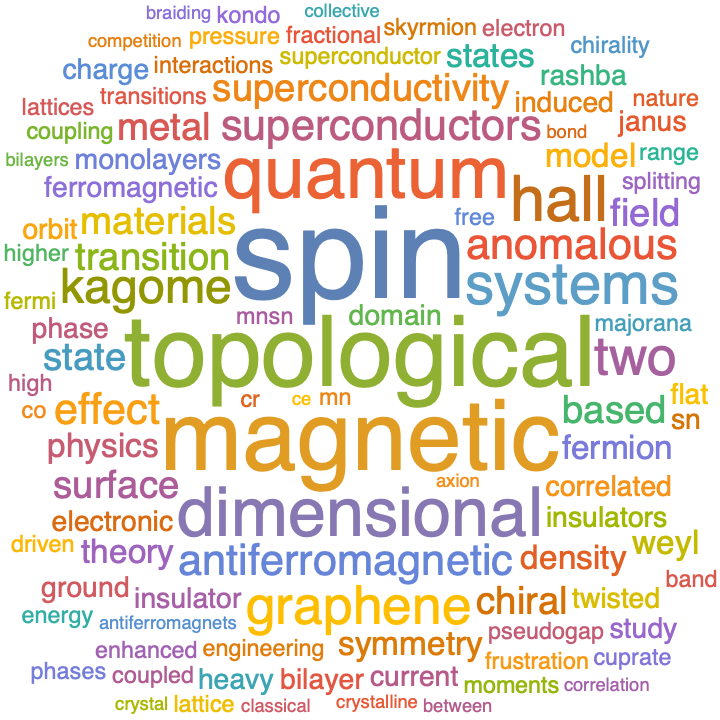 braiding kondo collective
competition pressure fractional skyrmion electron
charge interactions superconductor states chirality
lattices transitions superconductivity induced rashba nature
coupling metal superconductors bond janus
bilayers monolayers quantum model range
ferromagnetic hall field splitting
orbit materials spin free anomalous
higher transition systems
fermi kagome mnsn domain majorana
phase state topological two
high cr ce mn flat
co effect magnetic based sn
physics fermion
surface axion correlated
electronic dimensional insulators
driven theory antiferromagnetic density weyl
ground insulator graphene chiral twisted band
energy antiferromagnets pseudogap study
enhanced engineering symmetry frustration cuprate
phases coupled heavy bilayer current moments correlation
crystal lattice classical crystalline between